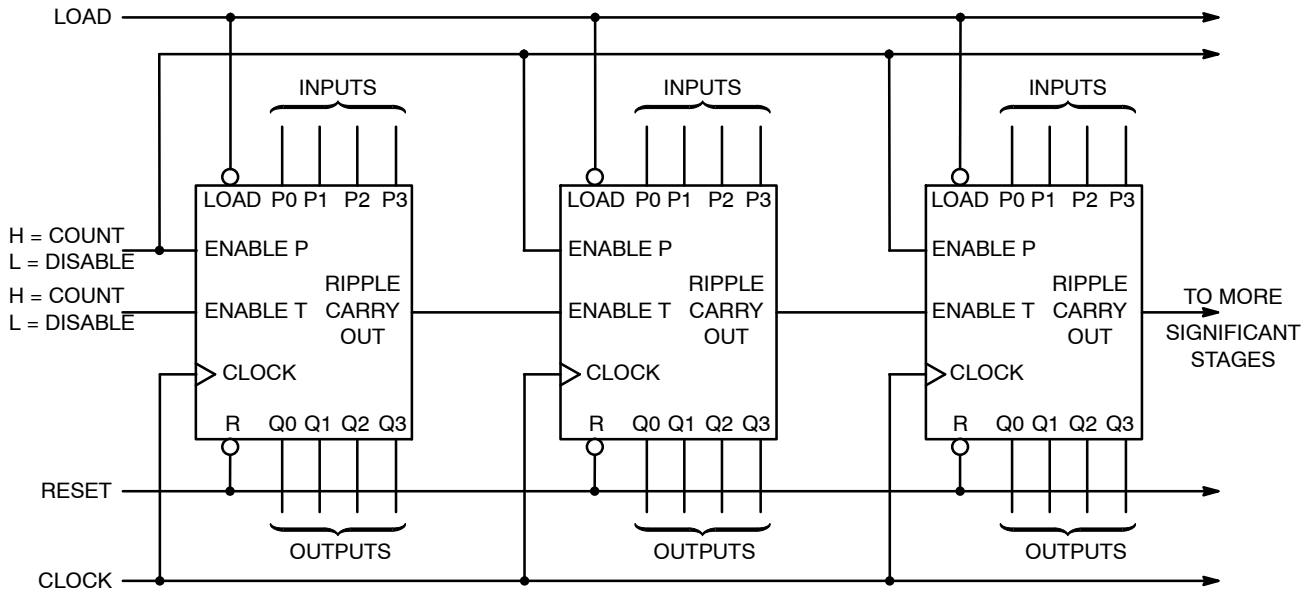 LOAD
INPUTS
INPUTS
INPUTS
LOAD P0 P1 P2 P3
LOAD P0 P1 P2 P3
LOAD P0 P1 P2 P3
H = COUNT
L = DISABLE
ENABLE P
ENABLE P
ENABLE P
H = COUNT
L = DISABLE
ENABLE T
RIPPLE
CARRY
OUT
ENABLE T
RIPPLE
CARRY
OUT
ENABLE T
RIPPLE
CARRY
OUT
TO MORE
SIGNIFICANT
STAGES
CLOCK
CLOCK
CLOCK
R Q0 Q1 Q2 Q3
R Q0 Q1 Q2 Q3
R Q0 Q1 Q2 Q3
RESET
OUTPUTS
OUTPUTS
OUTPUTS
CLOCK